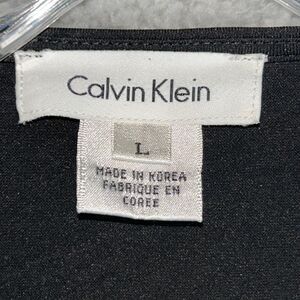 Calvin Klein
L
MADE IN KOREA
FABRIQUE EN
COREE